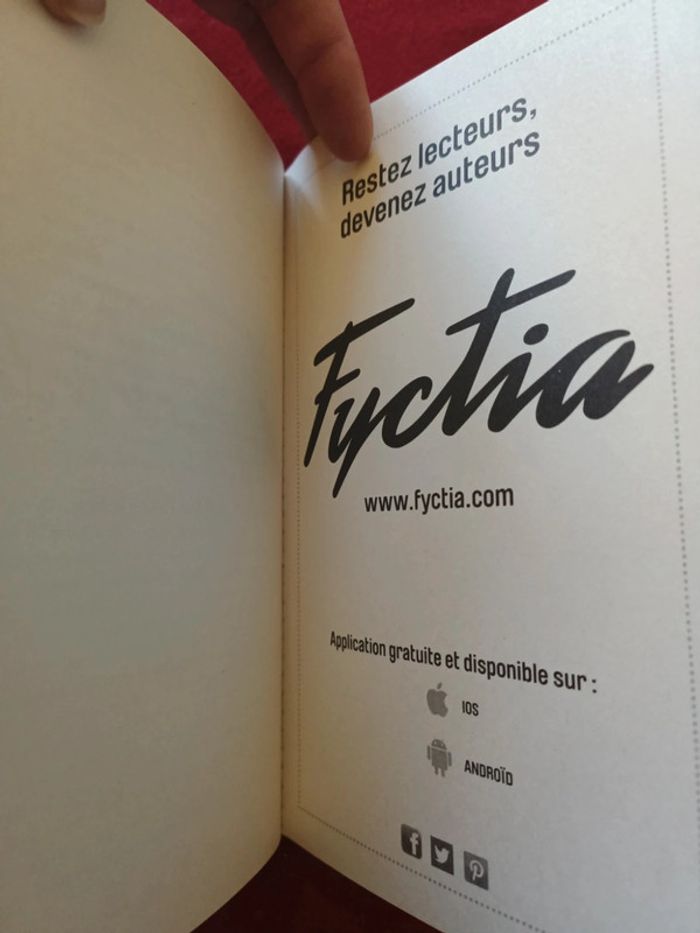 Restez lecteurs,
devenez auteurs
Fyctia
www.fyctia.com
Application gratuite et disponible sur :
IOS
ANDROÏD